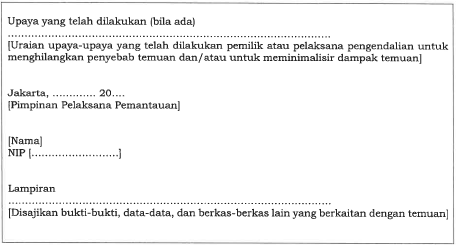 Upaya yang telah dilakukan (bila ada)
..............................................................................
[Uraian upaya-upaya yang telah dilakukan pemilik atau pelaksana pengendalian untuk
menghilangkan penyebab temuan dan/atau untuk meminimalisir dampak temuan]
Jakarta, ............. 20....
[Pimpinan Pelaksana Pemantauan]
[Nama]
NIP [.........................]
Lampiran
..............................................................................
[Disajikan bukti-bukti, data-data, dan berkas-berkas lain yang berkaitan dengan temuan]